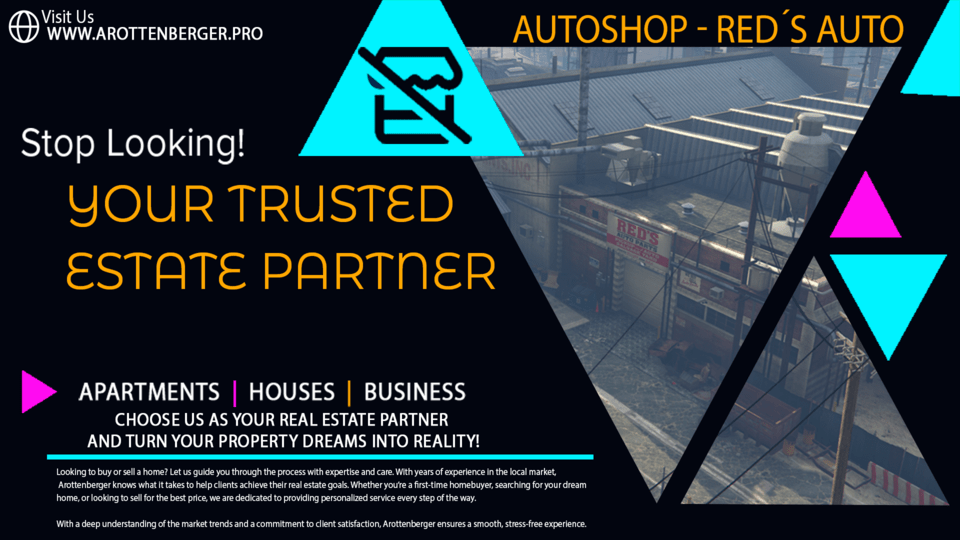 Visit Us
WWW.AROTTENBERGER.PRO
AUTOSHOP - RED´S AUTO
Stop Looking!
YOUR TRUSTED
ESTATE PARTNER
RED'S
APARTMENTS | HOUSES | BUSINESS
CHOOSE US AS YOUR REAL ESTATE PARTNER
AND TURN YOUR PROPERTY DREAMS INTO REALITY!
Looking to buy or sell a home? Let us guide you through the process with expertise and care. With years of experience in the local market,
Arottenberger knows what it takes to help clients achieve their real estate goals. Whether you're a first-time homebuyer, searching for your dream
home, or looking to sell for the best price, we are dedicated to providing personalized service every step of the way.
With a deep understanding of the market trends and a commitment to client satisfaction, Arottenberger ensures a smooth, stress-free experience.